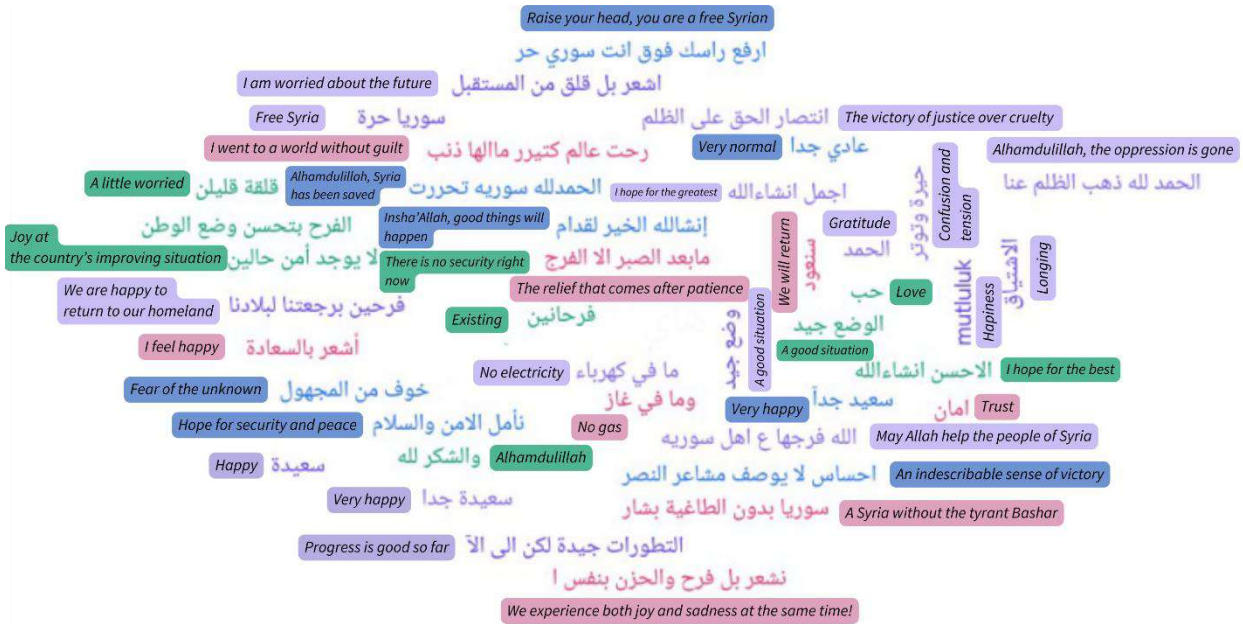 Raise your head, you are a free Syrian
ارفع راسك فوق انت سوري حر
I am worried about the future
اشعر بل قلق من المستقبل
Free Syria
سوريا حرة
انتصار الحق على الظلم
The victory of justice over cruelty
I went to a world without guilt
رحت عالم كتيرر ماالها ذنب
Very normal
عادي جدا
Alhamdulillah, the oppression is gone
الحمد لله ذهب الظلم عنا
A little worried
قلقة قليلن
Alhamdulillah, Syria
has been saved
الحمدلله سوريه تحررت
I hope for the greatest
اجمل انشاءالله
حيرة وتوتر
Confusion and
tension
الفرح بتحسن وضع الوطن
Joy at
the country's improving situation
Insha'Allah, good things will
happen
إنشالله الخير لقدام
Gratitude
الحمد
We will return
سنعود
لا يوجد أمن حالين
There is no security right
now
مابعد الصبر الا الفرج
The relief that comes after patience
الاشتياق
Longing
mutluluk
Hapiness
حب
Love
We are happy to
return to our homeland
فرحين برجعتنا لبلادنا
Existing
فرحانين
وضع جيد
A good situation
الوضع جيد
A good situation
I feel happy
أشعر بالسعادة
No electricity
ما في كهرباء
الاحسن انشاءالله
I hope for the best
Fear of the unknown
خوف من المجهول
وما في غاز
No gas
Very happy
سعيد جدآ
امان
Trust
Hope for security and peace
نأمل الامن والسلام
الله فرجها ع اهل سوريه
May Allah help the people of Syria
Happy
سعيدة
والشكر لله
Alhamdulillah
احساس لا يوصف مشاعر النصر
An indescribable sense of victory
Very happy
سعيدة جدا
سوريا بدون الطاغية بشار
A Syria without the tyrant Bashar
Progress is good so far
التطورات جيدة لكن الى الآ
نشعر بل فرح والحزن بنفس ا
We experience both joy and sadness at the same time!